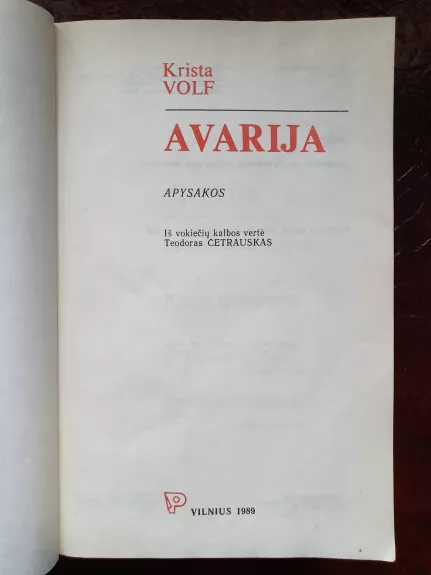 Krista
VOLF
AVARIJA
APYSAKOS
Iš vokiečių kalbos vertė
Teodoras ČETRAUSKAS
VILNIUS 1989